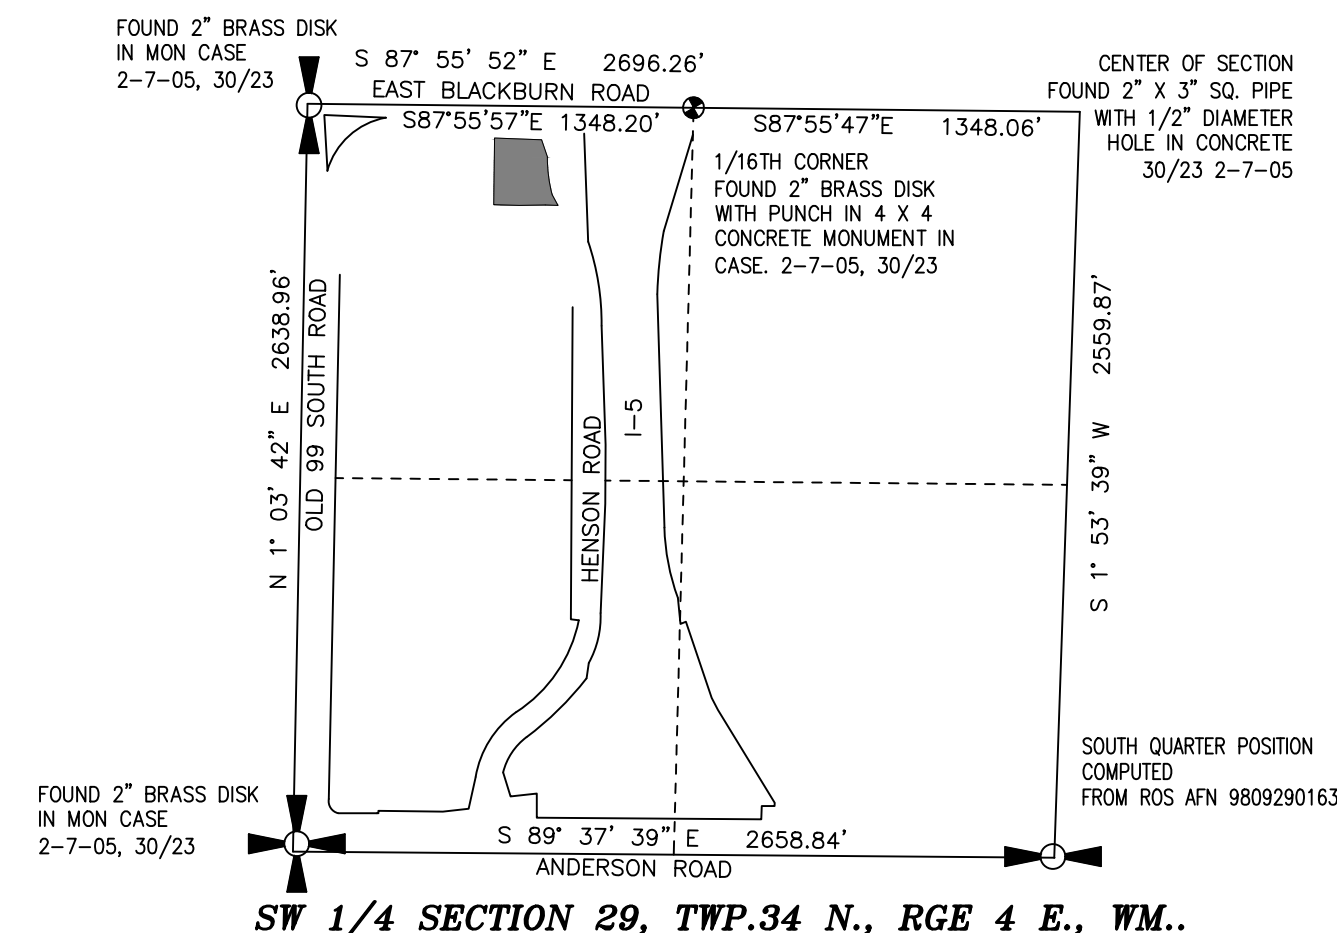 FOUND 2" BRASS DISK
IN MON CASE
2-7-05, 30/23
S 87° 55' 52" E 2696.26'
EAST BLACKBURN ROAD
S87°55'57"E 1348.20'
S87°55'47"E 1348.06'
CENTER OF SECTION
FOUND 2" X 3" SQ. PIPE
WITH 1/2" DIAMETER
HOLE IN CONCRETE
30/23 2-7-05
1/16TH CORNER
FOUND 2" BRASS DISK
WITH PUNCH IN 4 X 4
CONCRETE MONUMENT IN
CASE. 2-7-05, 30/23
N 1° 03' 42" E 2638.96'
OLD 99 SOUTH ROAD
HENSON ROAD
I-5
S 1° 53' 39" W 2559.87'
SOUTH QUARTER POSITION
COMPUTED
FROM ROS AFN 9809290163
FOUND 2" BRASS DISK
IN MON CASE
2-7-05, 30/23
S 89° 37' 39" E 2658.84'
ANDERSON ROAD
SW 1/4 SECTION 29, TWP.34 N., RGE 4 E., WM..